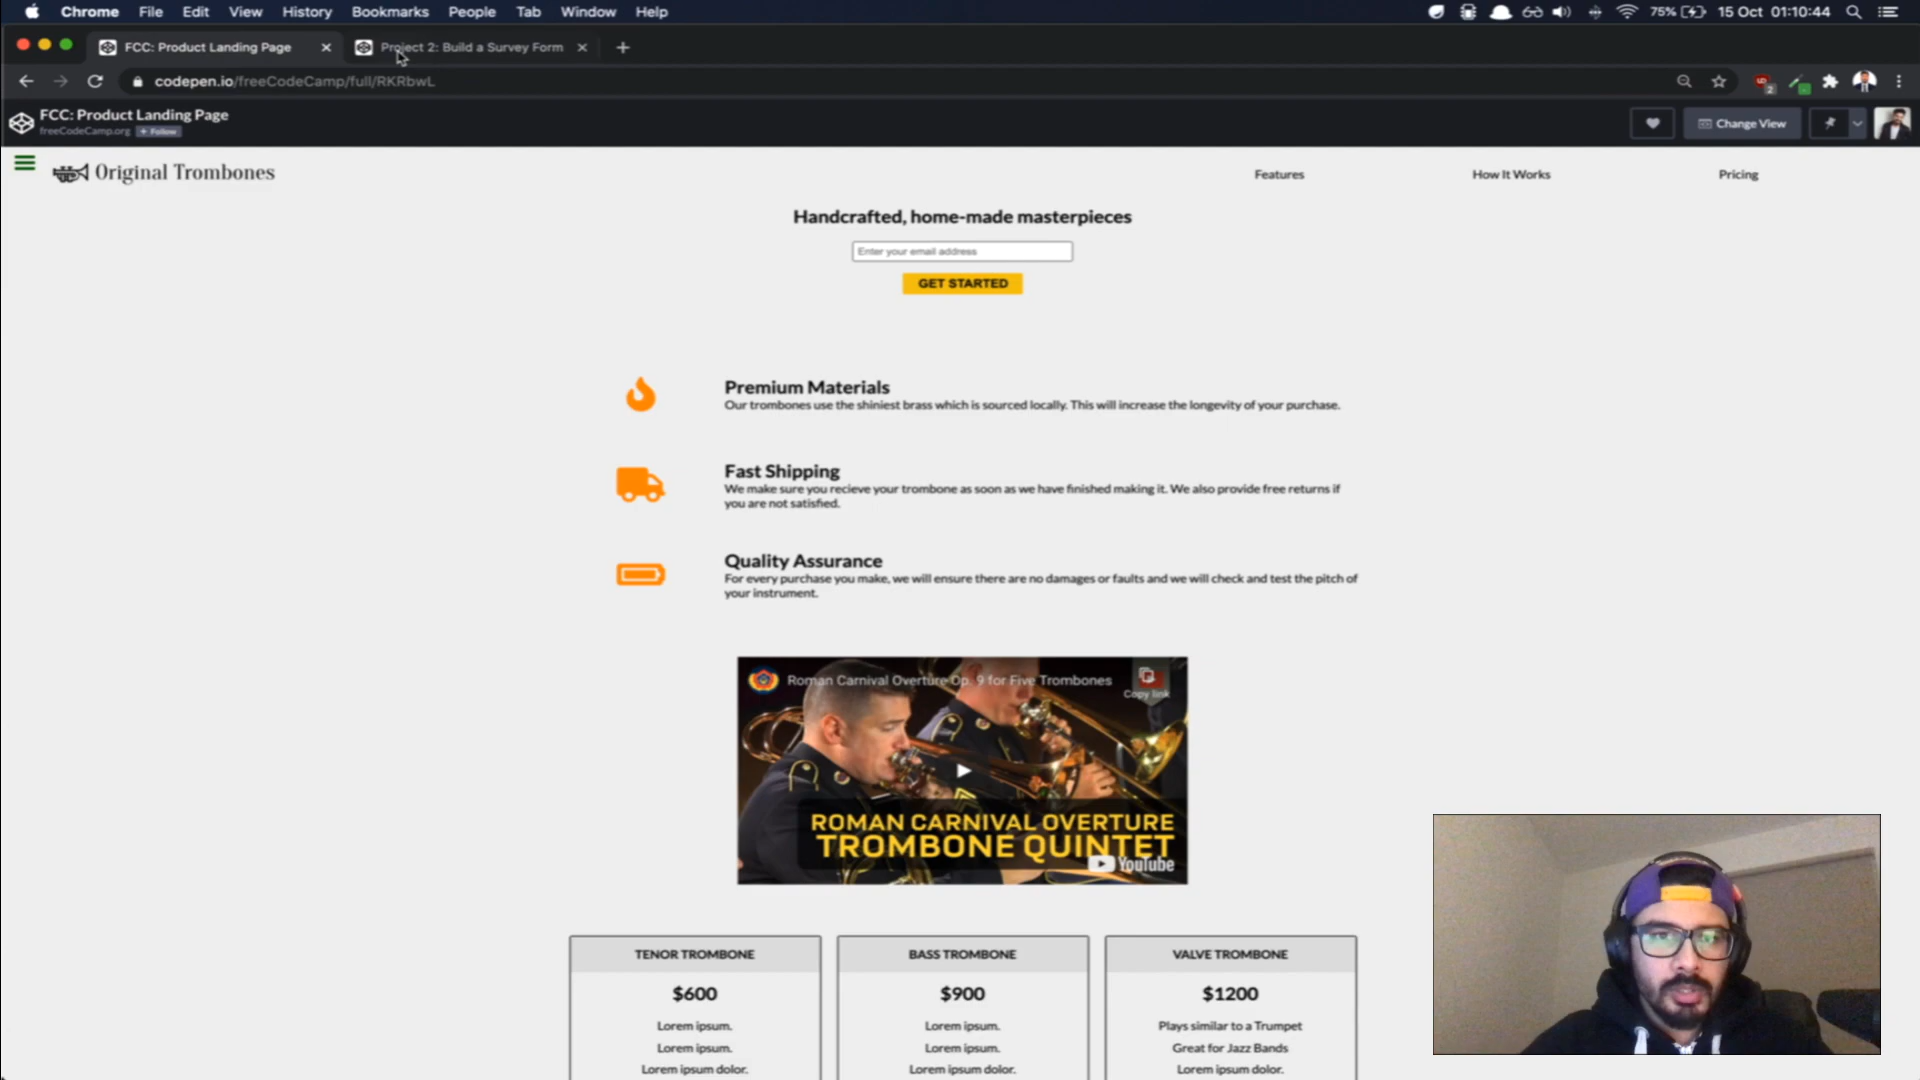 Chrome File Edit View History Bookmarks People Tab Window Help 75% 15 Oct 01:10:44
FCC: Product Landing Page Project 2: Build a Survey Form
codepen.io/freeCodeCamp/full/RKRbwL
FCC: Product Landing Page
freeCodeCamp.org + Follow
Change View
Original Trombones
Features How It Works Pricing
Handcrafted, home-made masterpieces
Enter your email address
GET STARTED
Premium Materials
Our trombones use the shiniest brass which is sourced locally. This will increase the longevity of your purchase.
Fast Shipping
We make sure you recieve your trombone as soon as we have finished making it. We also provide free returns if
you are not satisfied.
Quality Assurance
For every purchase you make, we will ensure there are no damages or faults and we will check and test the pitch of
your instrument.
Roman Carnival Overture Op. 9 for Five Trombones
Copy link
ROMAN CARNIVAL OVERTURE
TROMBONE QUINTET
YouTube
TENOR TROMBONE BASS TROMBONE VALVE TROMBONE
$600 $900 $1200
Lorem ipsum. Lorem ipsum. Plays similar to a Trumpet
Lorem ipsum. Lorem ipsum. Great for Jazz Bands
Lorem ipsum dolor. Lorem ipsum dolor. Lorem ipsum dolor.